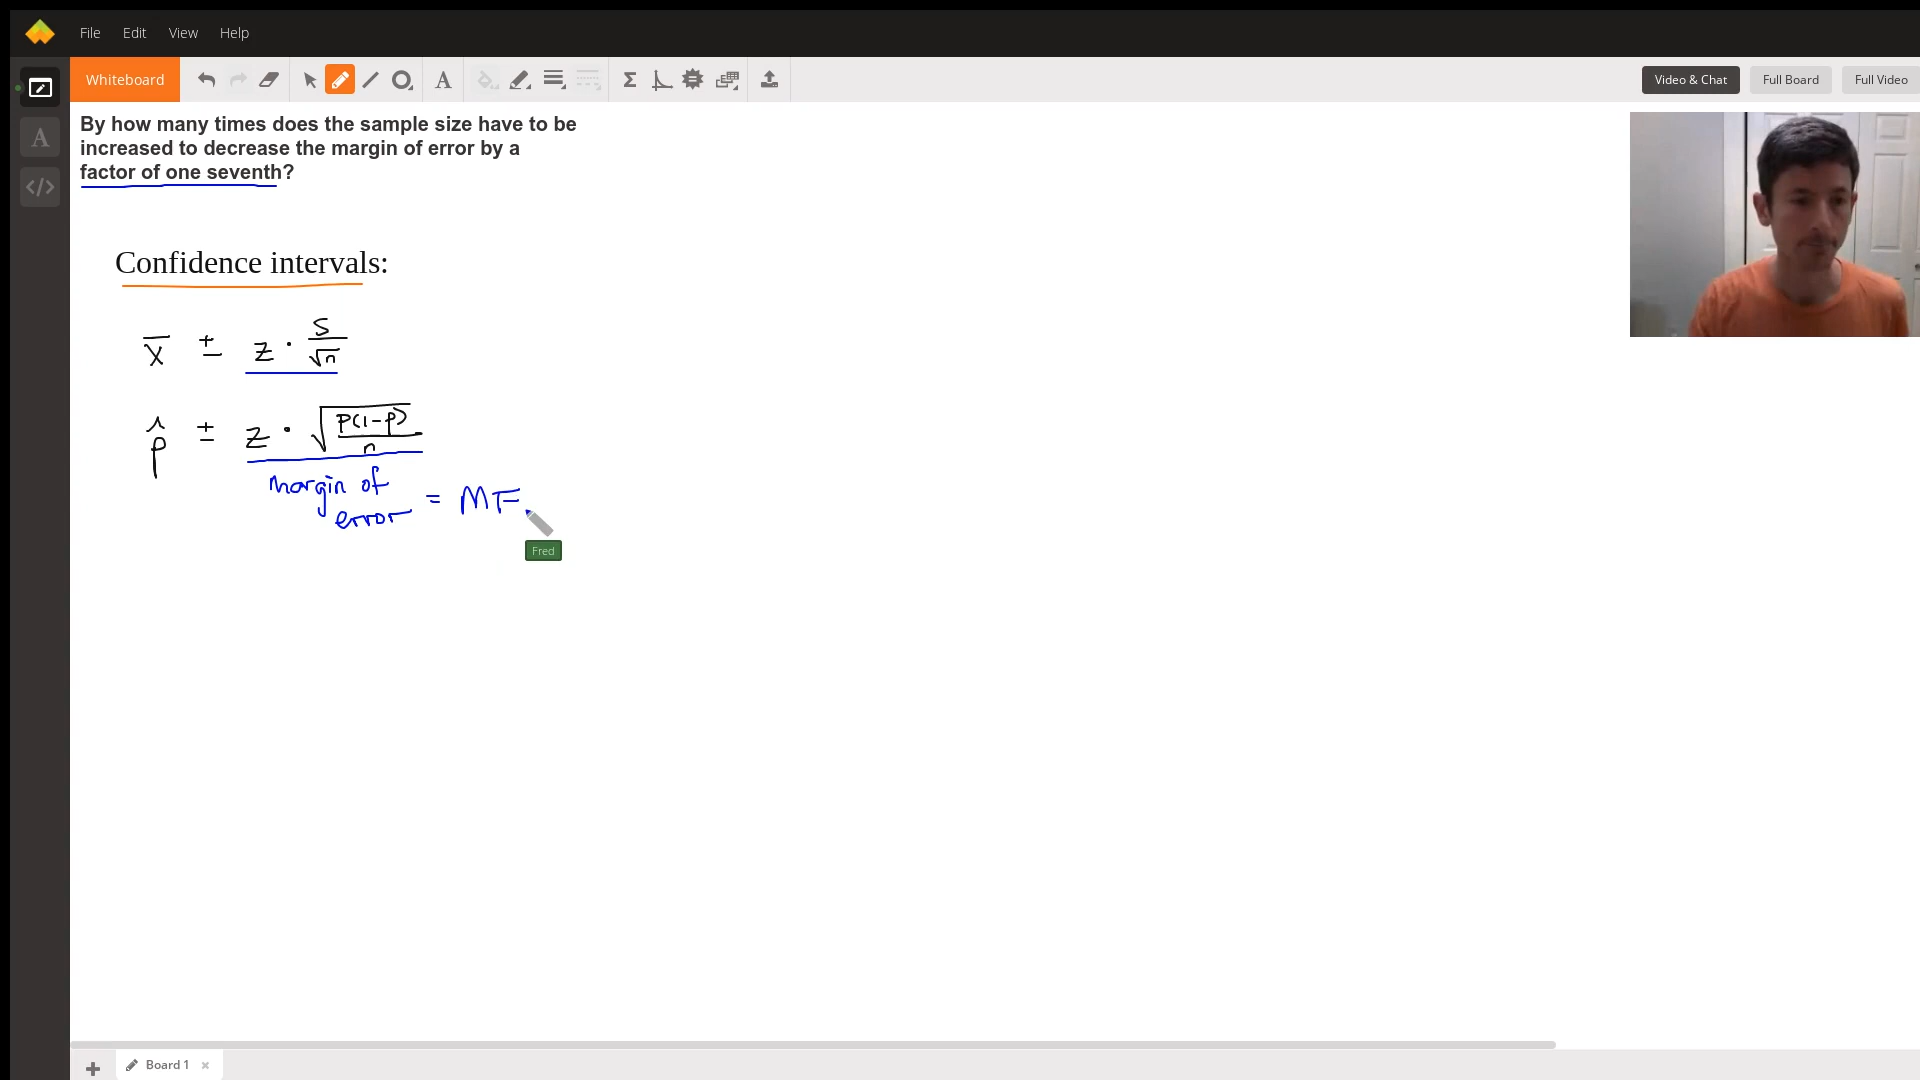 File Edit View Help
Whiteboard
Video & Chat Full Board Full Video
By how many times does the sample size have to be
increased to decrease the margin of error by a
factor of one seventh?
Confidence intervals:
x̄ ± z · s/√n
p̂ ± z · √(p(1-p)/n)
margin of
error = MF
Fred
Board 1